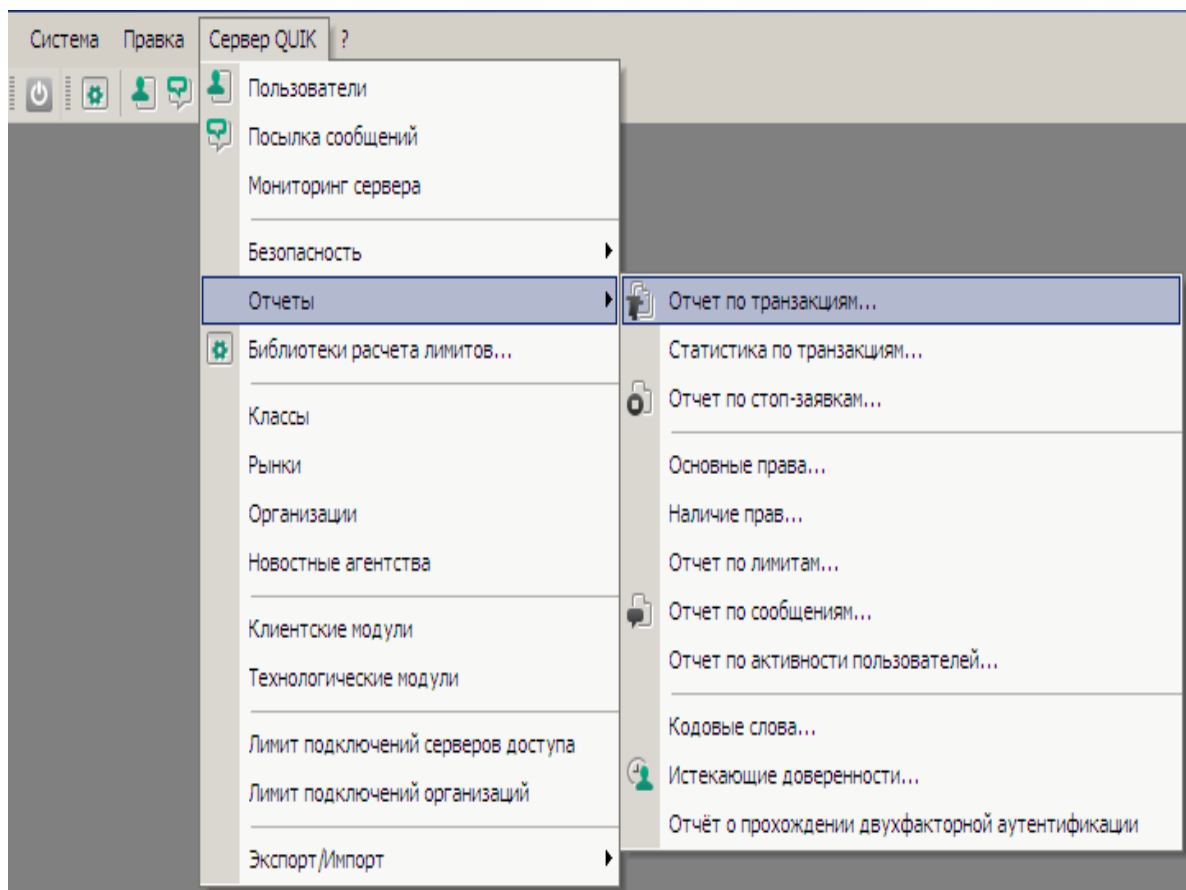 Система Правка Сервер QUIK ?
Пользователи
Посылка сообщений
Мониторинг сервера
Безопасность
Отчеты
Библиотеки расчета лимитов...
Классы
Рынки
Организации
Новостные агентства
Клиентские модули
Технологические модули
Лимит подключений серверов доступа
Лимит подключений организаций
Экспорт/Импорт
Отчет по транзакциям...
Статистика по транзакциям...
Отчет по стоп-заявкам...
Основные права...
Наличие прав...
Отчет по лимитам...
Отчет по сообщениям...
Отчет по активности пользователей...
Кодовые слова...
Истекающие доверенности...
Отчёт о прохождении двухфакторной аутентификации